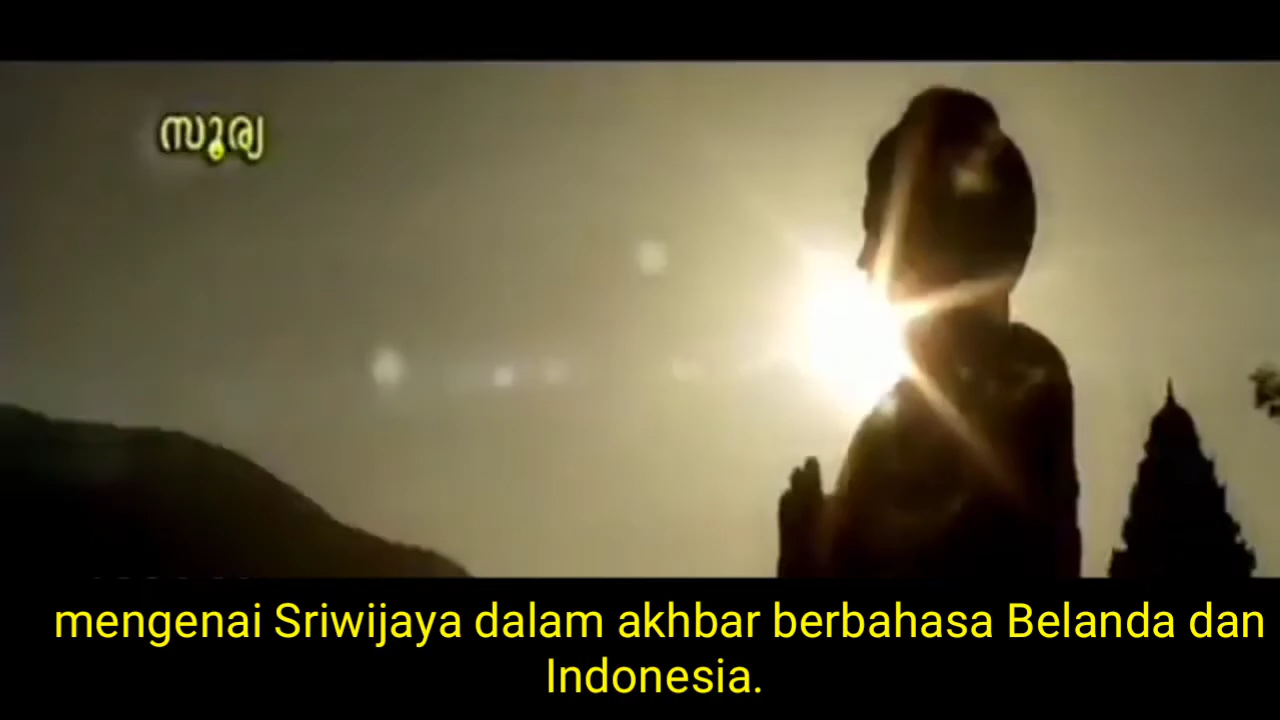 സൂര്യ
mengenai Sriwijaya dalam akhbar berbahasa Belanda dan
Indonesia.